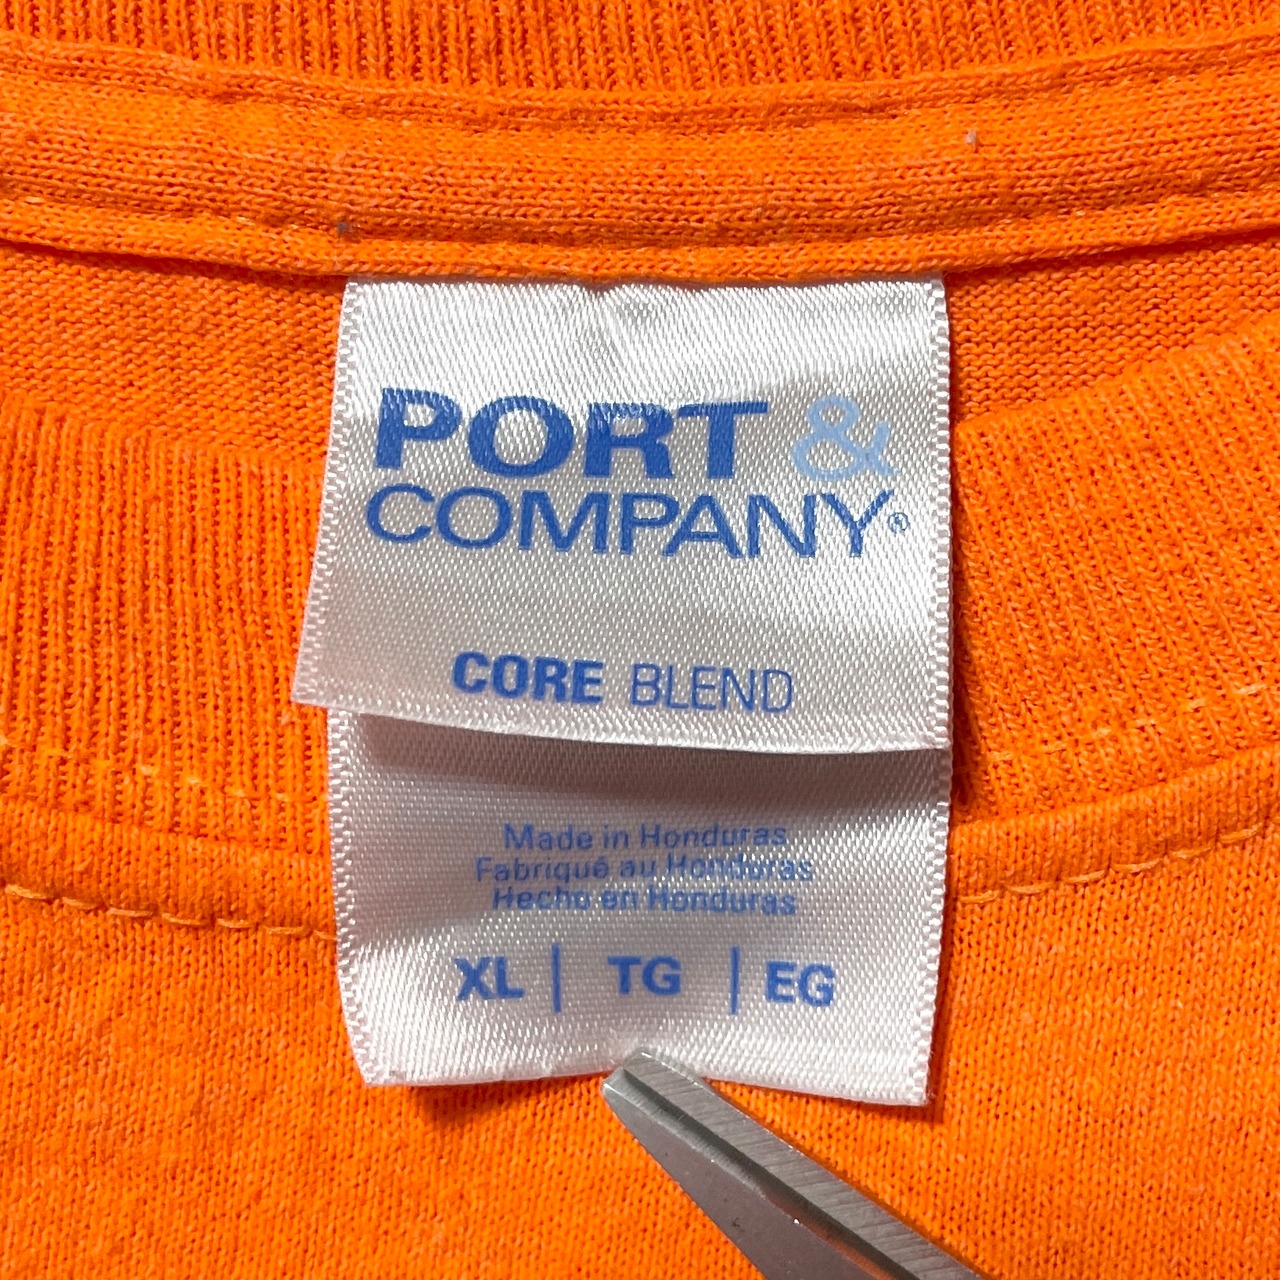 PORT &
COMPANY®
CORE BLEND
Made in Honduras
Fabriqué au Honduras
Hecho en Honduras
XL | TG | EG